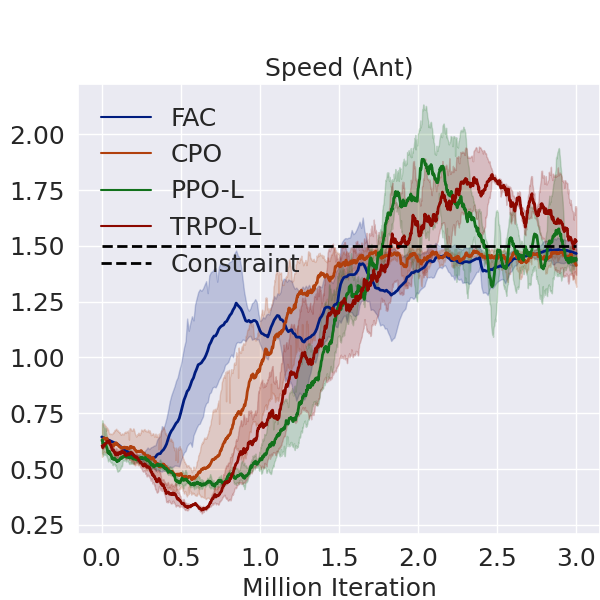 Speed (Ant)
FAC
CPO
PPO-L
TRPO-L
Constraint
2.00
1.75
1.50
1.25
1.00
0.75
0.50
0.25
0.0 0.5 1.0 1.5 2.0 2.5 3.0
Million Iteration